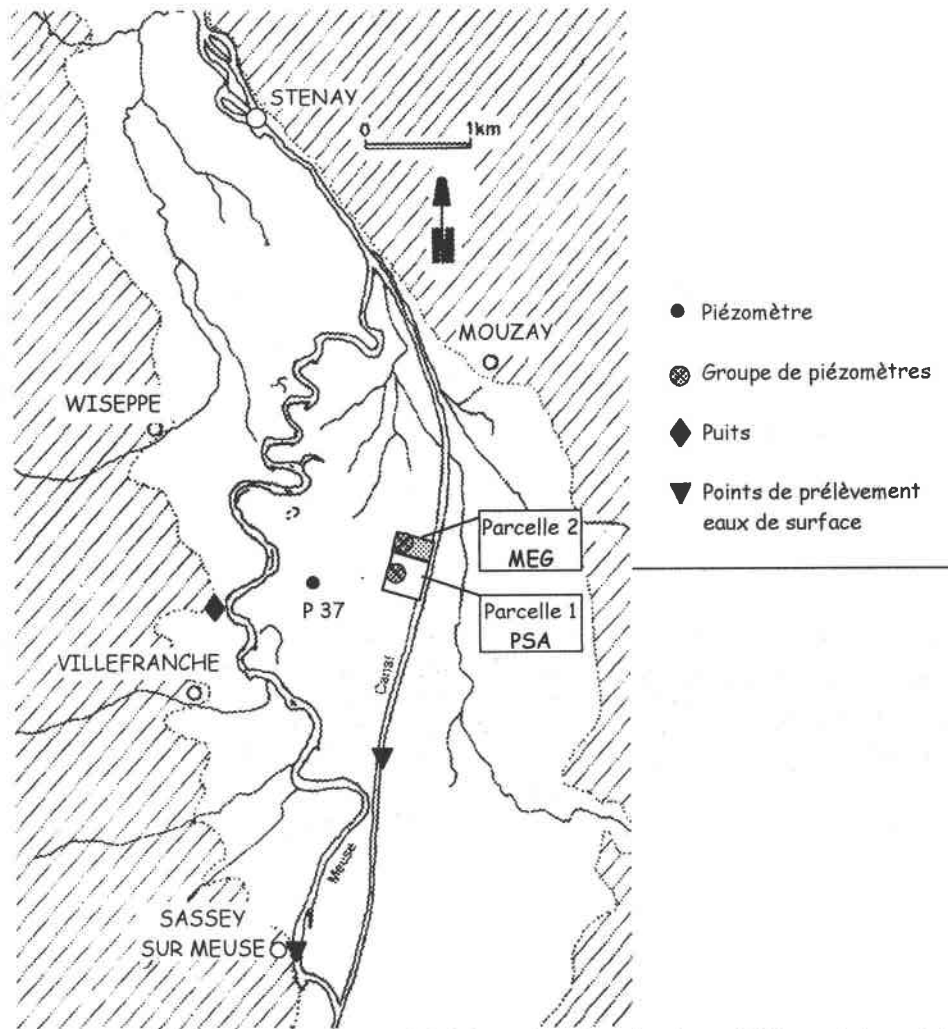 STENAY
0 1km
MOUZAY
WISEPPE
Parcelle 2
MEG
P 37
Parcelle 1
PSA
VILLEFRANCHE
Canal
Meuse
SASSEY
SUR MEUSE
Piézomètre
Groupe de piézomètres
Puits
Points de prélèvement
eaux de surface